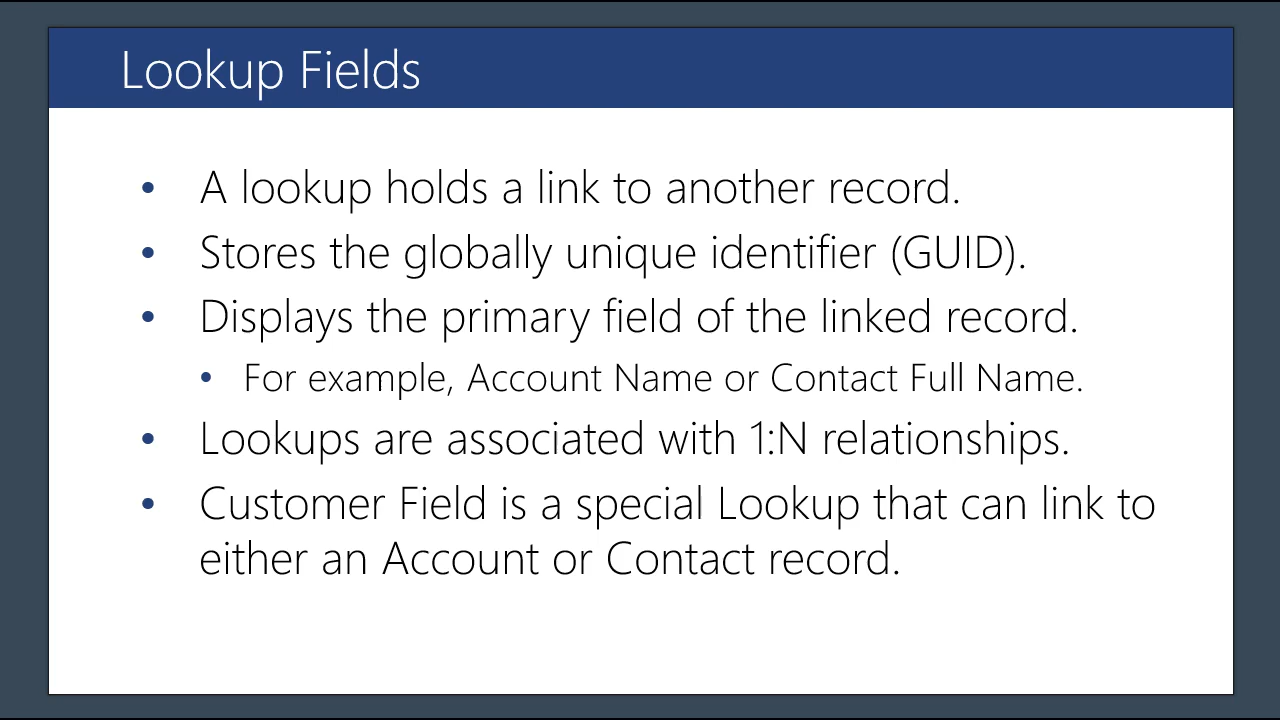 Lookup Fields
• A lookup holds a link to another record.
• Stores the globally unique identifier (GUID).
• Displays the primary field of the linked record.
• For example, Account Name or Contact Full Name.
• Lookups are associated with 1:N relationships.
• Customer Field is a special Lookup that can link to
either an Account or Contact record.